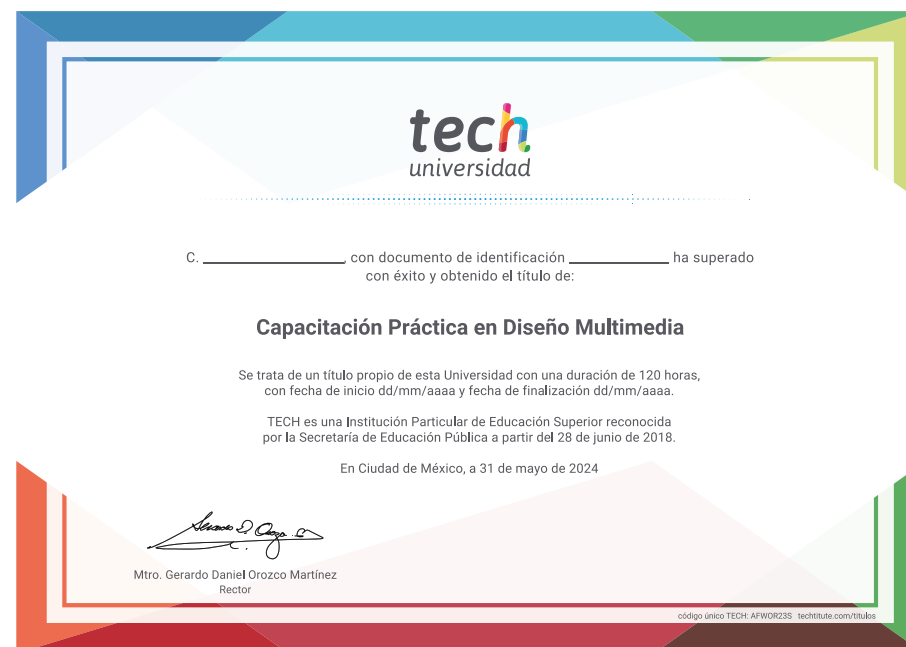 tech
universidad
C. ____________________, con documento de identificación ______________ ha superado
con éxito y obtenido el título de:
Capacitación Práctica en Diseño Multimedia
Se trata de un título propio de esta Universidad con una duración de 120 horas,
con fecha de inicio dd/mm/aaaa y fecha de finalización dd/mm/aaaa.
TECH es una Institución Particular de Educación Superior reconocida
por la Secretaría de Educación Pública a partir del 28 de junio de 2018.
En Ciudad de México, a 31 de mayo de 2024
Mtro. Gerardo Daniel Orozco Martínez
Rector
código único TECH: AFWOR23S techtitute.com/titulos